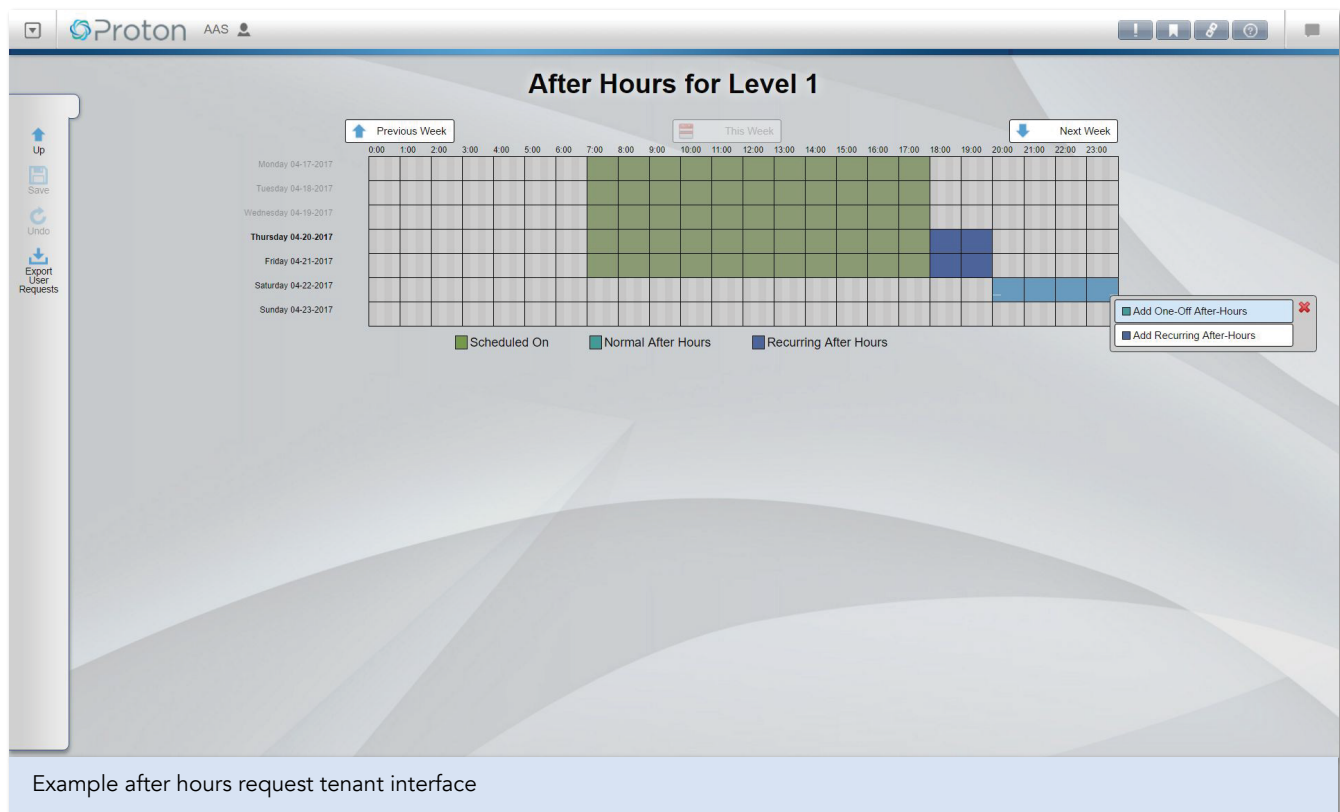 Proton AAS
After Hours for Level 1
Up
Save
Undo
Export
User
Requests
Previous Week This Week Next Week
0:00 1:00 2:00 3:00 4:00 5:00 6:00 7:00 8:00 9:00 10:00 11:00 12:00 13:00 14:00 15:00 16:00 17:00 18:00 19:00 20:00 21:00 22:00 23:00
Monday 04-17-2017
Tuesday 04-18-2017
Wednesday 04-19-2017
Thursday 04-20-2017
Friday 04-21-2017
Saturday 04-22-2017
Sunday 04-23-2017
Add One-Off After-Hours
Add Recurring After-Hours
Scheduled On Normal After Hours Recurring After Hours
Example after hours request tenant interface